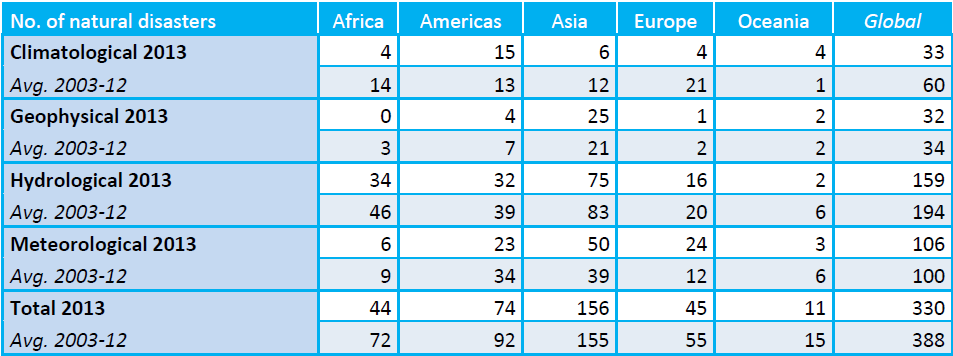 No. of natural disasters Africa Americas Asia Europe Oceania Global
Climatological 2013 4 15 6 4 4 33
Avg. 2003-12 14 13 12 21 1 60
Geophysical 2013 0 4 25 1 2 32
Avg. 2003-12 3 7 21 2 2 34
Hydrological 2013 34 32 75 16 2 159
Avg. 2003-12 46 39 83 20 6 194
Meteorological 2013 6 23 50 24 3 106
Avg. 2003-12 9 34 39 12 6 100
Total 2013 44 74 156 45 11 330
Avg. 2003-12 72 92 155 55 15 388